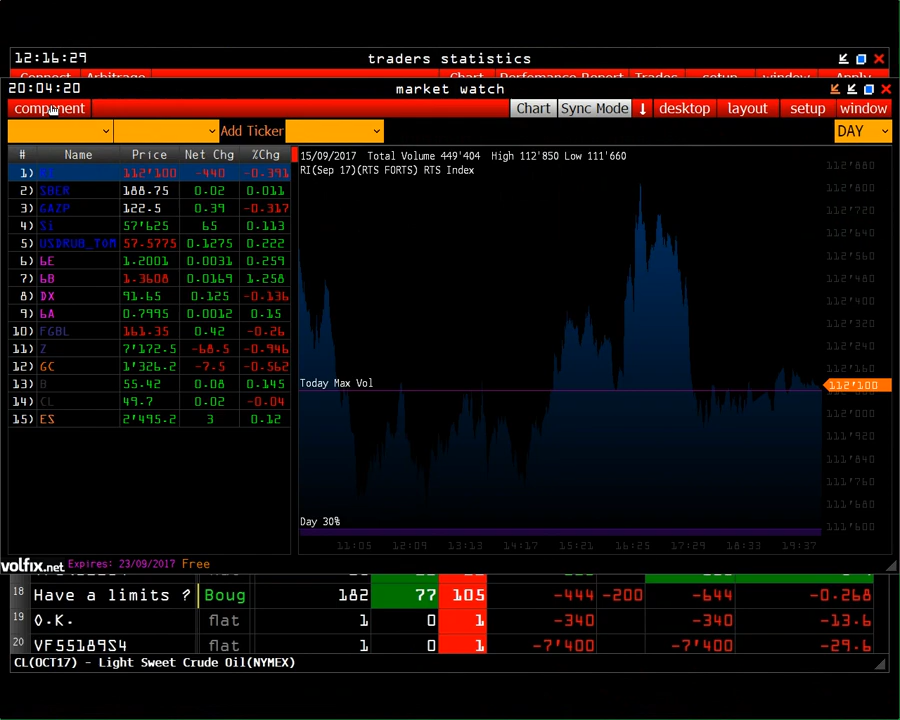 12:16:29 traders statistics
Connect Arbitrage Chart Perfomance Report Trades setup window Apply
20:04:20 market watch
component Chart Sync Mode desktop layout setup window
Add Ticker DAY
# Name Price Net Chg %Chg
1) 112'100 -440 -0.391
2) SBER 188.75 0.02 0.011
3) GAZP 122.5 0.39 -0.317
4) Si 57'625 65 0.113
5) USDRUB_TOM 57.5775 0.1275 0.222
6) 6E 1.2001 0.0031 0.259
7) 6B 1.3608 0.0169 1.258
8) DX 91.65 0.125 -0.136
9) 6A 0.7995 0.0012 0.15
10) FGBL 161.35 0.42 -0.26
11) Z 7'172.5 -68.5 -0.946
12) GC 1'326.2 -7.5 -0.562
13) B 55.42 0.08 0.145
14) CL 49.7 0.02 -0.04
15) ES 2'495.2 3 0.12
15/09/2017 Total Volume 449'404 High 112'850 Low 111'660
RI(Sep 17)(RTS FORTS) RTS Index
112'880
112'800
112'720
112'640
112'560
112'480
112'400
112'320
112'240
112'160
Today Max Vol
112'100
112'000
111'920
111'840
111'760
111'680
111'600
Day 30%
11:05 12:09 13:13 14:17 15:21 16:25 17:29 18:33 19:37
volfix.net Expires: 23/09/2017 Free
18 Have a limits ? Boug 182 77 105 -444 -200 -644 -0.268
19 O.K. flat 1 0 1 -340 -340 -13.6
20 VF55189S4 flat 1 0 1 -7'400 -7'400 -29.6
CL(OCT17) - Light Sweet Crude Oil(NYMEX)